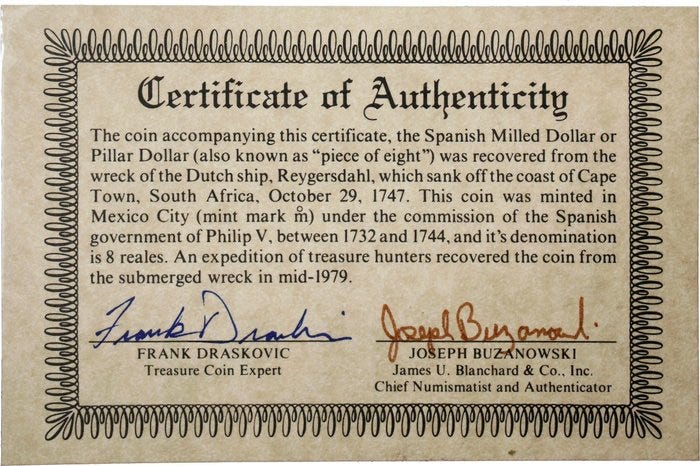 Certificate of Authenticity
The coin accompanying this certificate, the Spanish Milled Dollar or
Pillar Dollar (also known as “piece of eight”) was recovered from the
wreck of the Dutch ship, Reygersdahl, which sank off the coast of Cape
Town, South Africa, October 29, 1747. This coin was minted in
Mexico City (mint mark m̊) under the commission of the Spanish
government of Philip V, between 1732 and 1744, and it's denomination
is 8 reales. An expedition of treasure hunters recovered the coin from
the submerged wreck in mid-1979.
Frank Draskovic Joseph Buzanowski
FRANK DRASKOVIC JOSEPH BUZANOWSKI
Treasure Coin Expert James U. Blanchard & Co., Inc.
Chief Numismatist and Authenticator